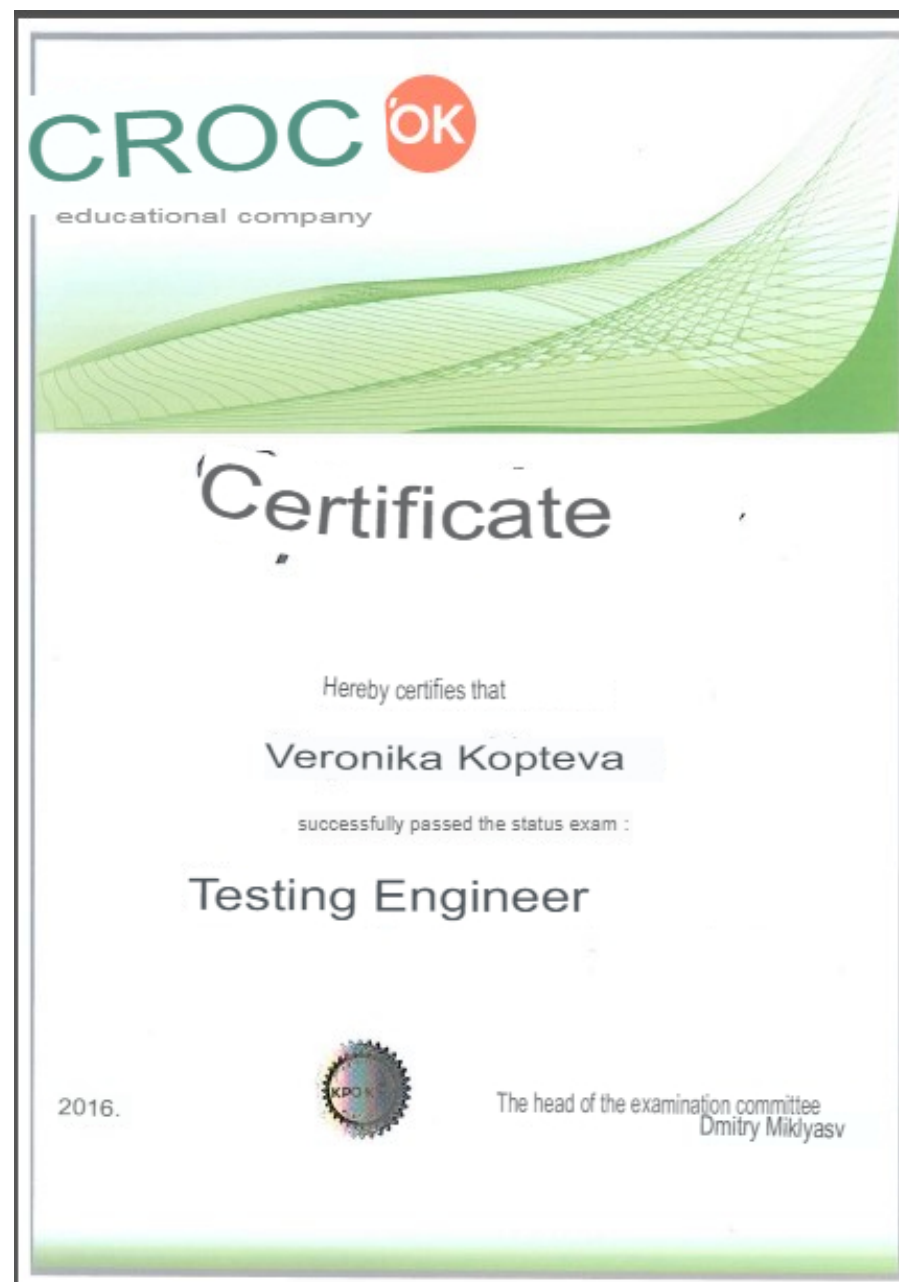 CROC OK
educational company
Certificate
Hereby certifies that
Veronika Kopteva
successfully passed the status exam :
Testing Engineer
КРОК
2016.
The head of the examination committee
Dmitry Miklyasv